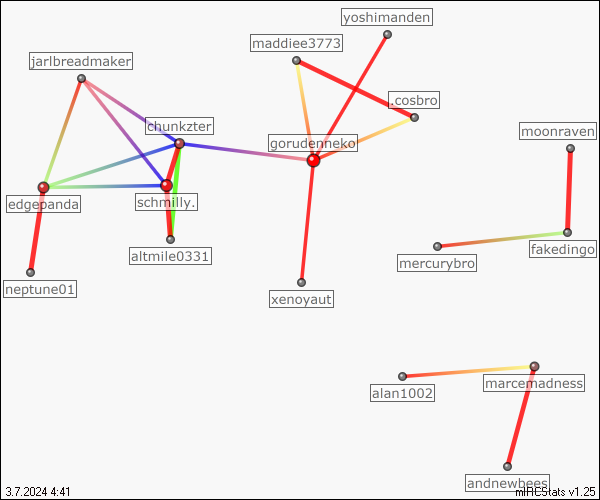 yoshimanden
maddiee3773
jarlbreadmaker
.cosbro
chunkzter
moonraven
gorudenneko
edgepanda
schmilly.
fakedingo
altmile0331
mercurybro
neptune01
xenoyaut
marcemadness
alan1002
andnewbees
3.7.2024 4:41
mIRCStats v1.25